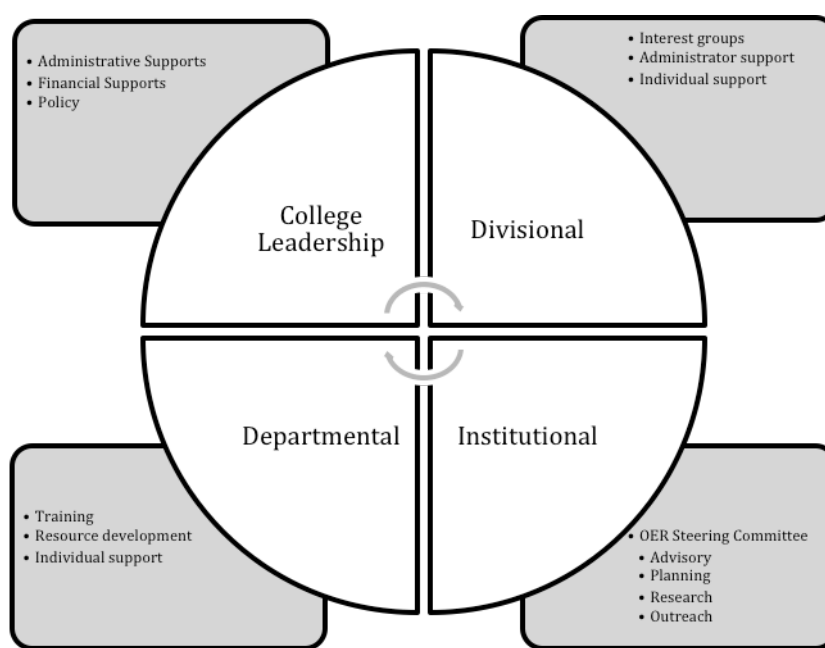 • Administrative Supports
• Financial Supports
• Policy
• Interest groups
• Administrator support
• Individual support
College
Leadership
Divisional
Departmental
Institutional
• Training
• Resource development
• Individual support
• OER Steering Committee
• Advisory
• Planning
• Research
• Outreach